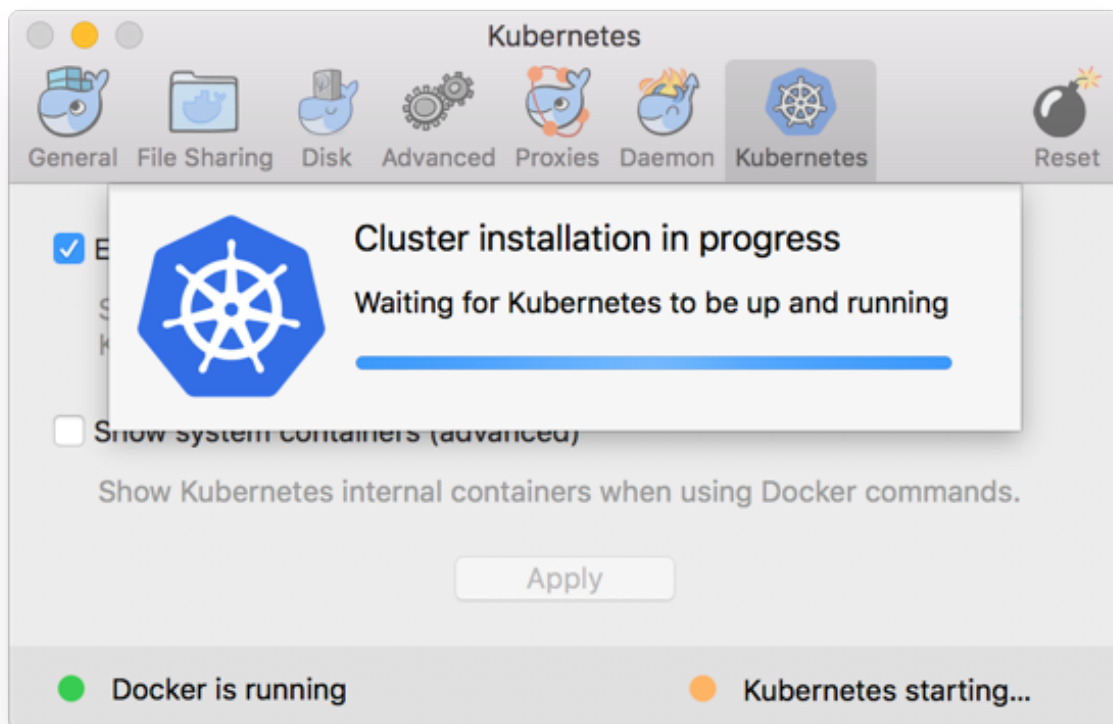 Kubernetes
General File Sharing Disk Advanced Proxies Daemon Kubernetes Reset
Cluster installation in progress
Waiting for Kubernetes to be up and running
Show system containers (advanced)
Show Kubernetes internal containers when using Docker commands.
Apply
Docker is running Kubernetes starting...